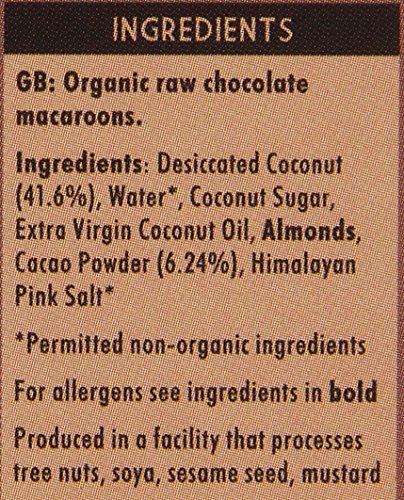 INGREDIENTS
GB: Organic raw chocolate
macaroons.
Ingredients: Desiccated Coconut
(41.6%), Water*, Coconut Sugar,
Extra Virgin Coconut Oil, Almonds,
Cacao Powder (6.24%), Himalayan
Pink Salt*
*Permitted non-organic ingredients
For allergens see ingredients in bold
Produced in a facility that processes
tree nuts, soya, sesame seed, mustard